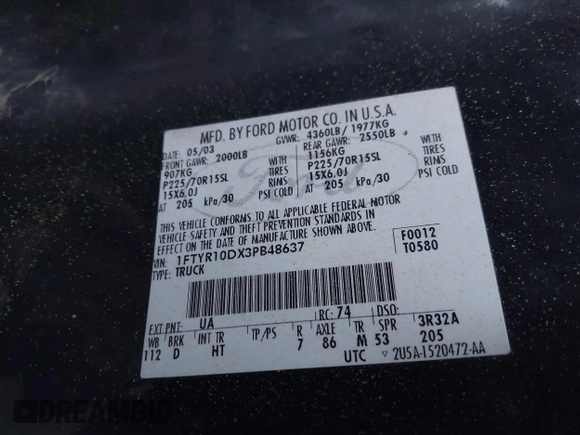 MFD. BY FORD MOTOR CO. IN U.S.A.
DATE: 05/03 GVWR: 4360LB/ 1977KG
FRONT GAWR: 2000LB REAR GAWR: 2550LB
907KG WITH 1156KG WITH
P225/70R15SL TIRES P225/70R15SL TIRES
15X6.0J RIMS 15X6.0J RIMS
AT 205 kPa/30 PSI COLD AT 205 kPa/30 PSI COLD
Ford
THIS VEHICLE CONFORMS TO ALL APPLICABLE FEDERAL MOTOR
VEHICLE SAFETY AND THEFT PREVENTION STANDARDS IN
EFFECT ON THE DATE OF MANUFACTURE SHOWN ABOVE.
VIN: 1FTYR10DX3PB48637 F0012
TYPE: TRUCK T0580
EXT PNT: UA RC: 74 DSO:
WB BRK INT TR TP/PS R AXLE TR SPR 3R32A
112 D HT 7 86 M 53 205
UTC ▽ 2U5A-1520472-AA
DREAMBID